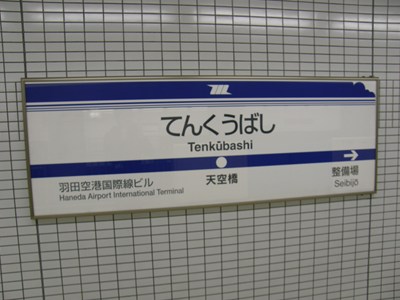 てんくうばし
Tenkūbashi
羽田空港国際線ビル
Haneda Airport International Terminal
天空橋
整備場
Seibijō